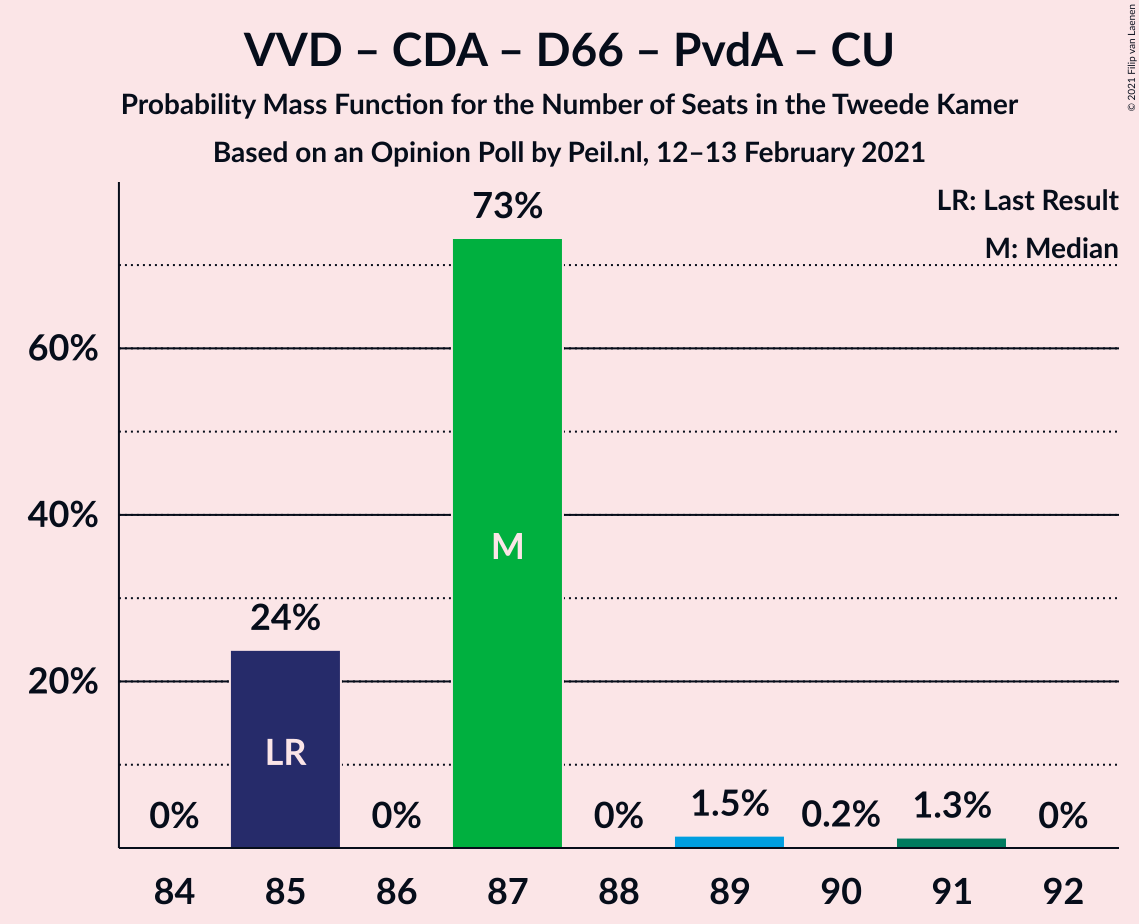 VVD – CDA – D66 – PvdA – CU
Probability Mass Function for the Number of Seats in the Tweede Kamer
Based on an Opinion Poll by Peil.nl, 12–13 February 2021
© 2021 Filip van Laenen
LR: Last Result
M: Median
73%
60%
40%
M
24%
20%
LR
0% 0% 0% 1.5% 0.2% 1.3% 0%
84 85 86 87 88 89 90 91 92